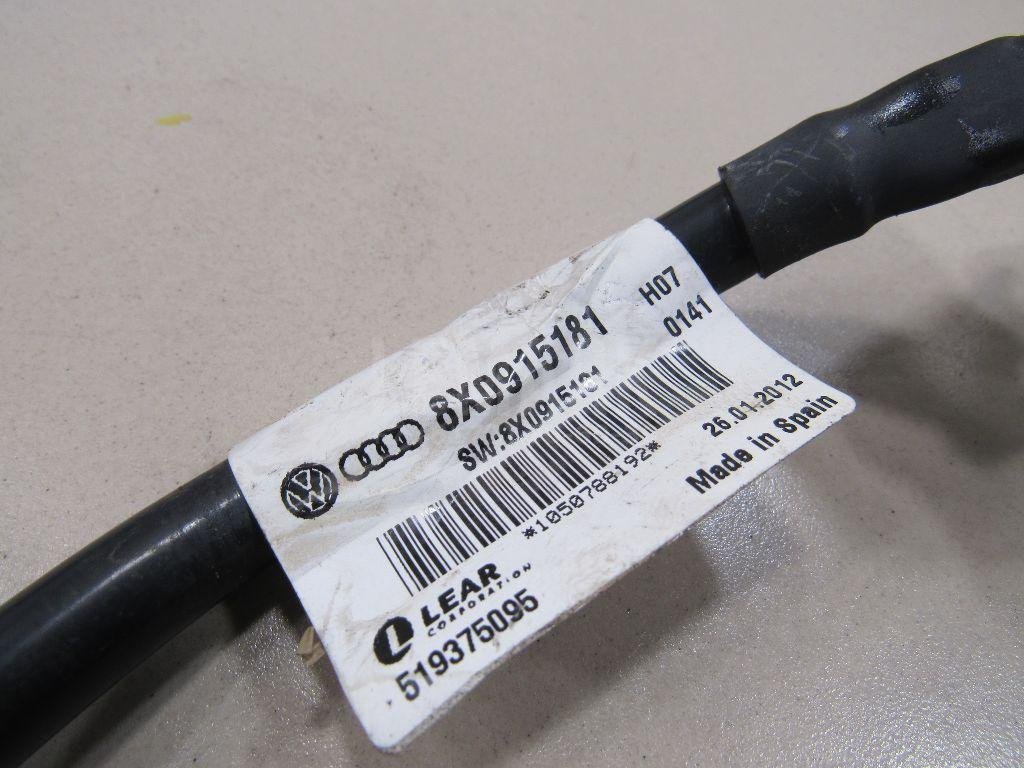 8X0915181
H07
0141
SW:8X0915181
*1050788192*
26.01.2012
Made in Spain
LEAR
CORPORATION
519375095